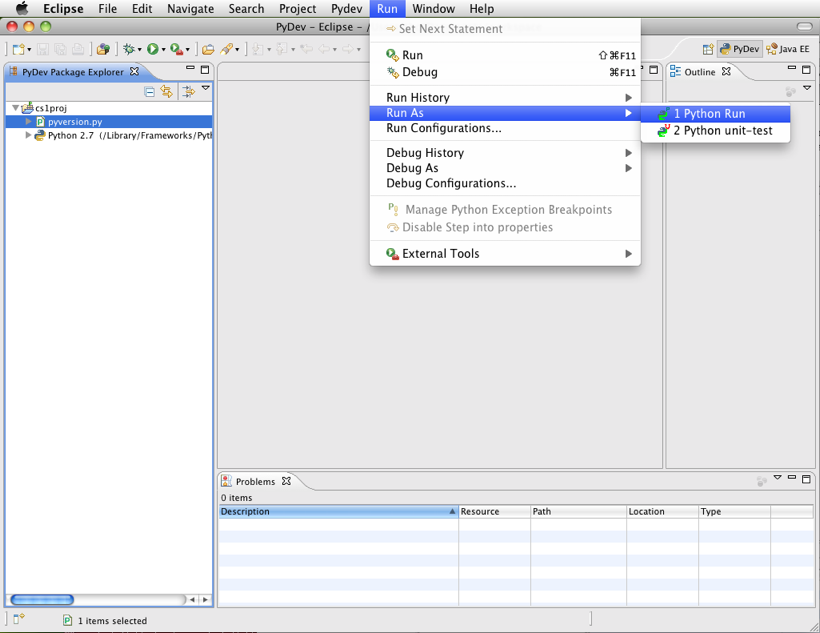 Eclipse File Edit Navigate Search Project Pydev Run Window Help
PyDev - Eclipse - /
Set Next Statement
Run ⇧⌘F11
Debug ⌘F11
Run History
Run As
Run Configurations...
Debug History
Debug As
Debug Configurations...
Manage Python Exception Breakpoints
Disable Step into properties
External Tools
1 Python Run
2 Python unit-test
PyDev Java EE
PyDev Package Explorer
cs1proj
pyversion.py
Python 2.7 (/Library/Frameworks/Pyth
Outline
Problems
0 items
Description Resource Path Location Type
1 items selected